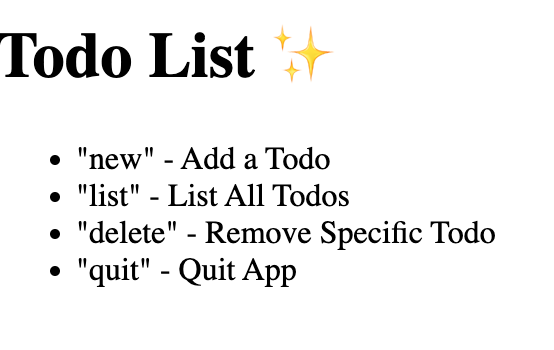 Todo List ✨
• "new" - Add a Todo
• "list" - List All Todos
• "delete" - Remove Specific Todo
• "quit" - Quit App